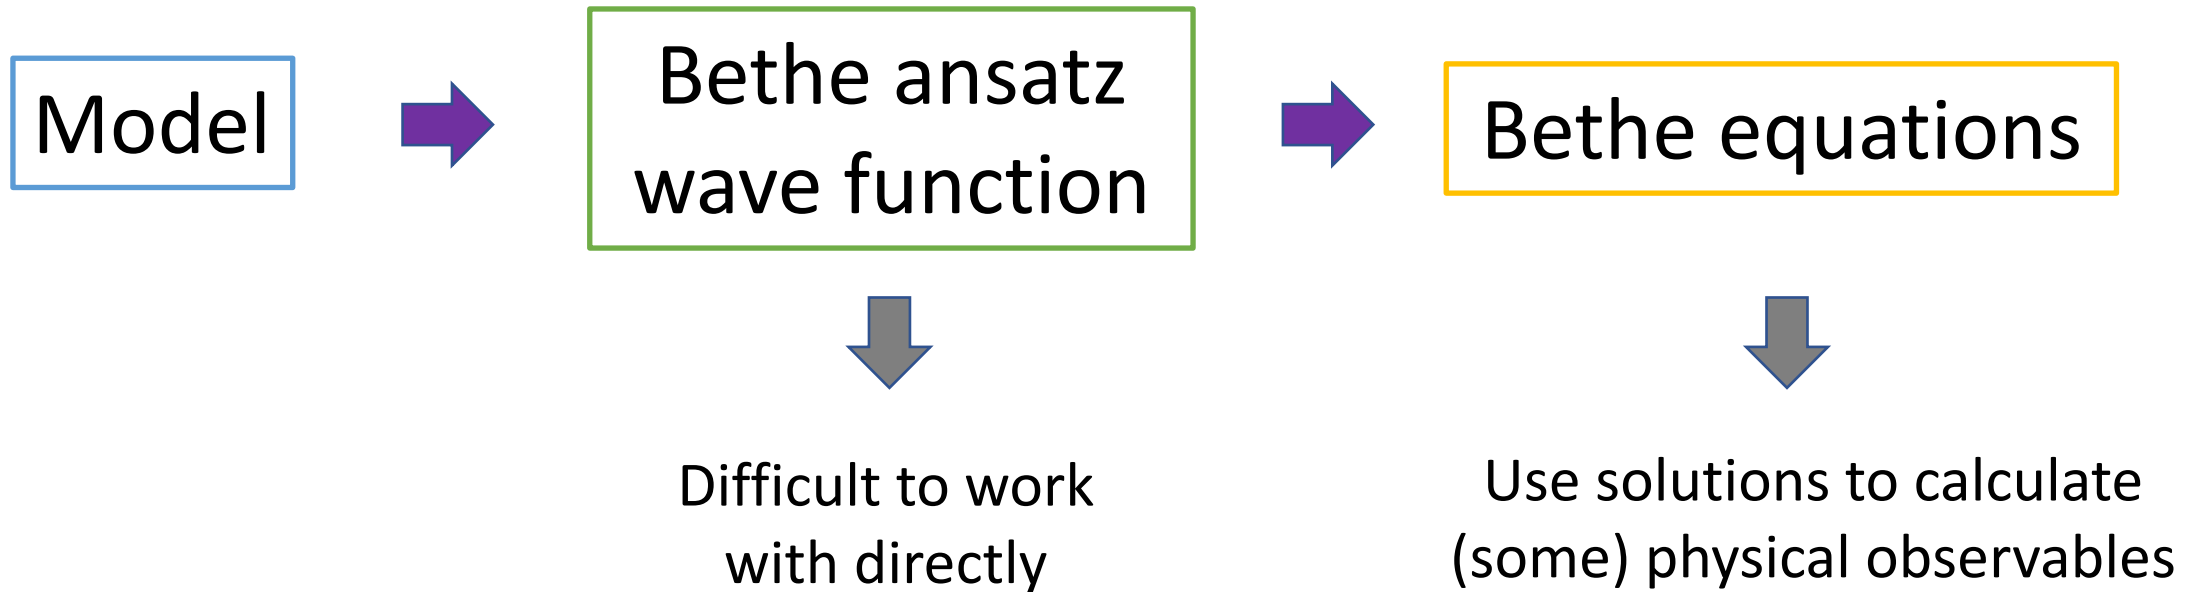 Model
Bethe ansatz
wave function
Bethe equations
Difficult to work
with directly
Use solutions to calculate
(some) physical observables